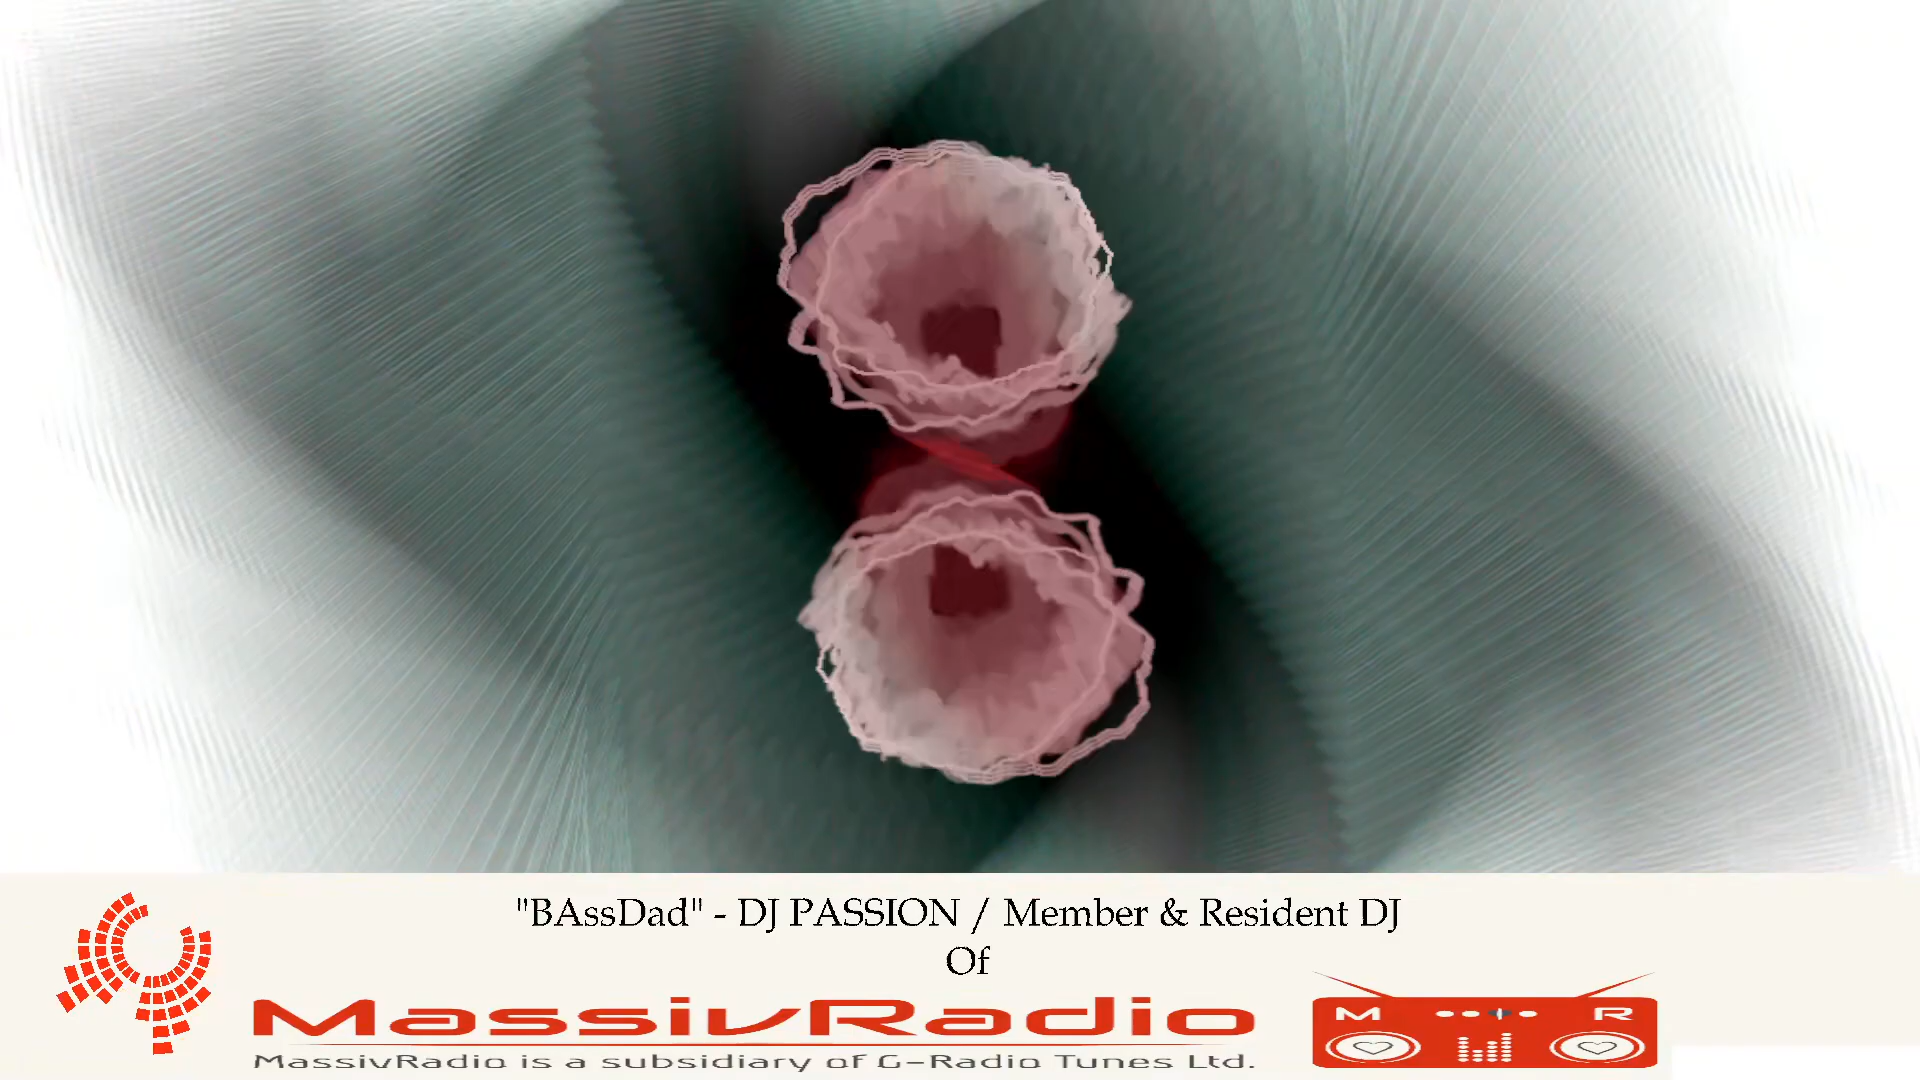 "BAssDad" - DJ PASSION / Member & Resident DJ
Of
MassivRadio
M R
MassivRadio is a subsidiary of G-Radio Tunes Ltd.